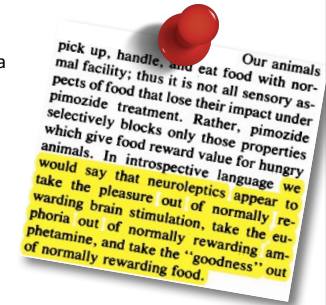 a
Our animals
pick up, handle, and eat food with nor-
mal facility; thus it is not all sensory as-
pects of food that lose their impact under
pimozide treatment. Rather, pimozide
selectively blocks only those properties
which give food reward value for hungry
animals. In introspective language we
would say that neuroleptics appear to
take the pleasure out of normally re-
warding brain stimulation, take the eu-
phoria out of normally rewarding am-
phetamine, and take the "goodness" out
of normally rewarding food.